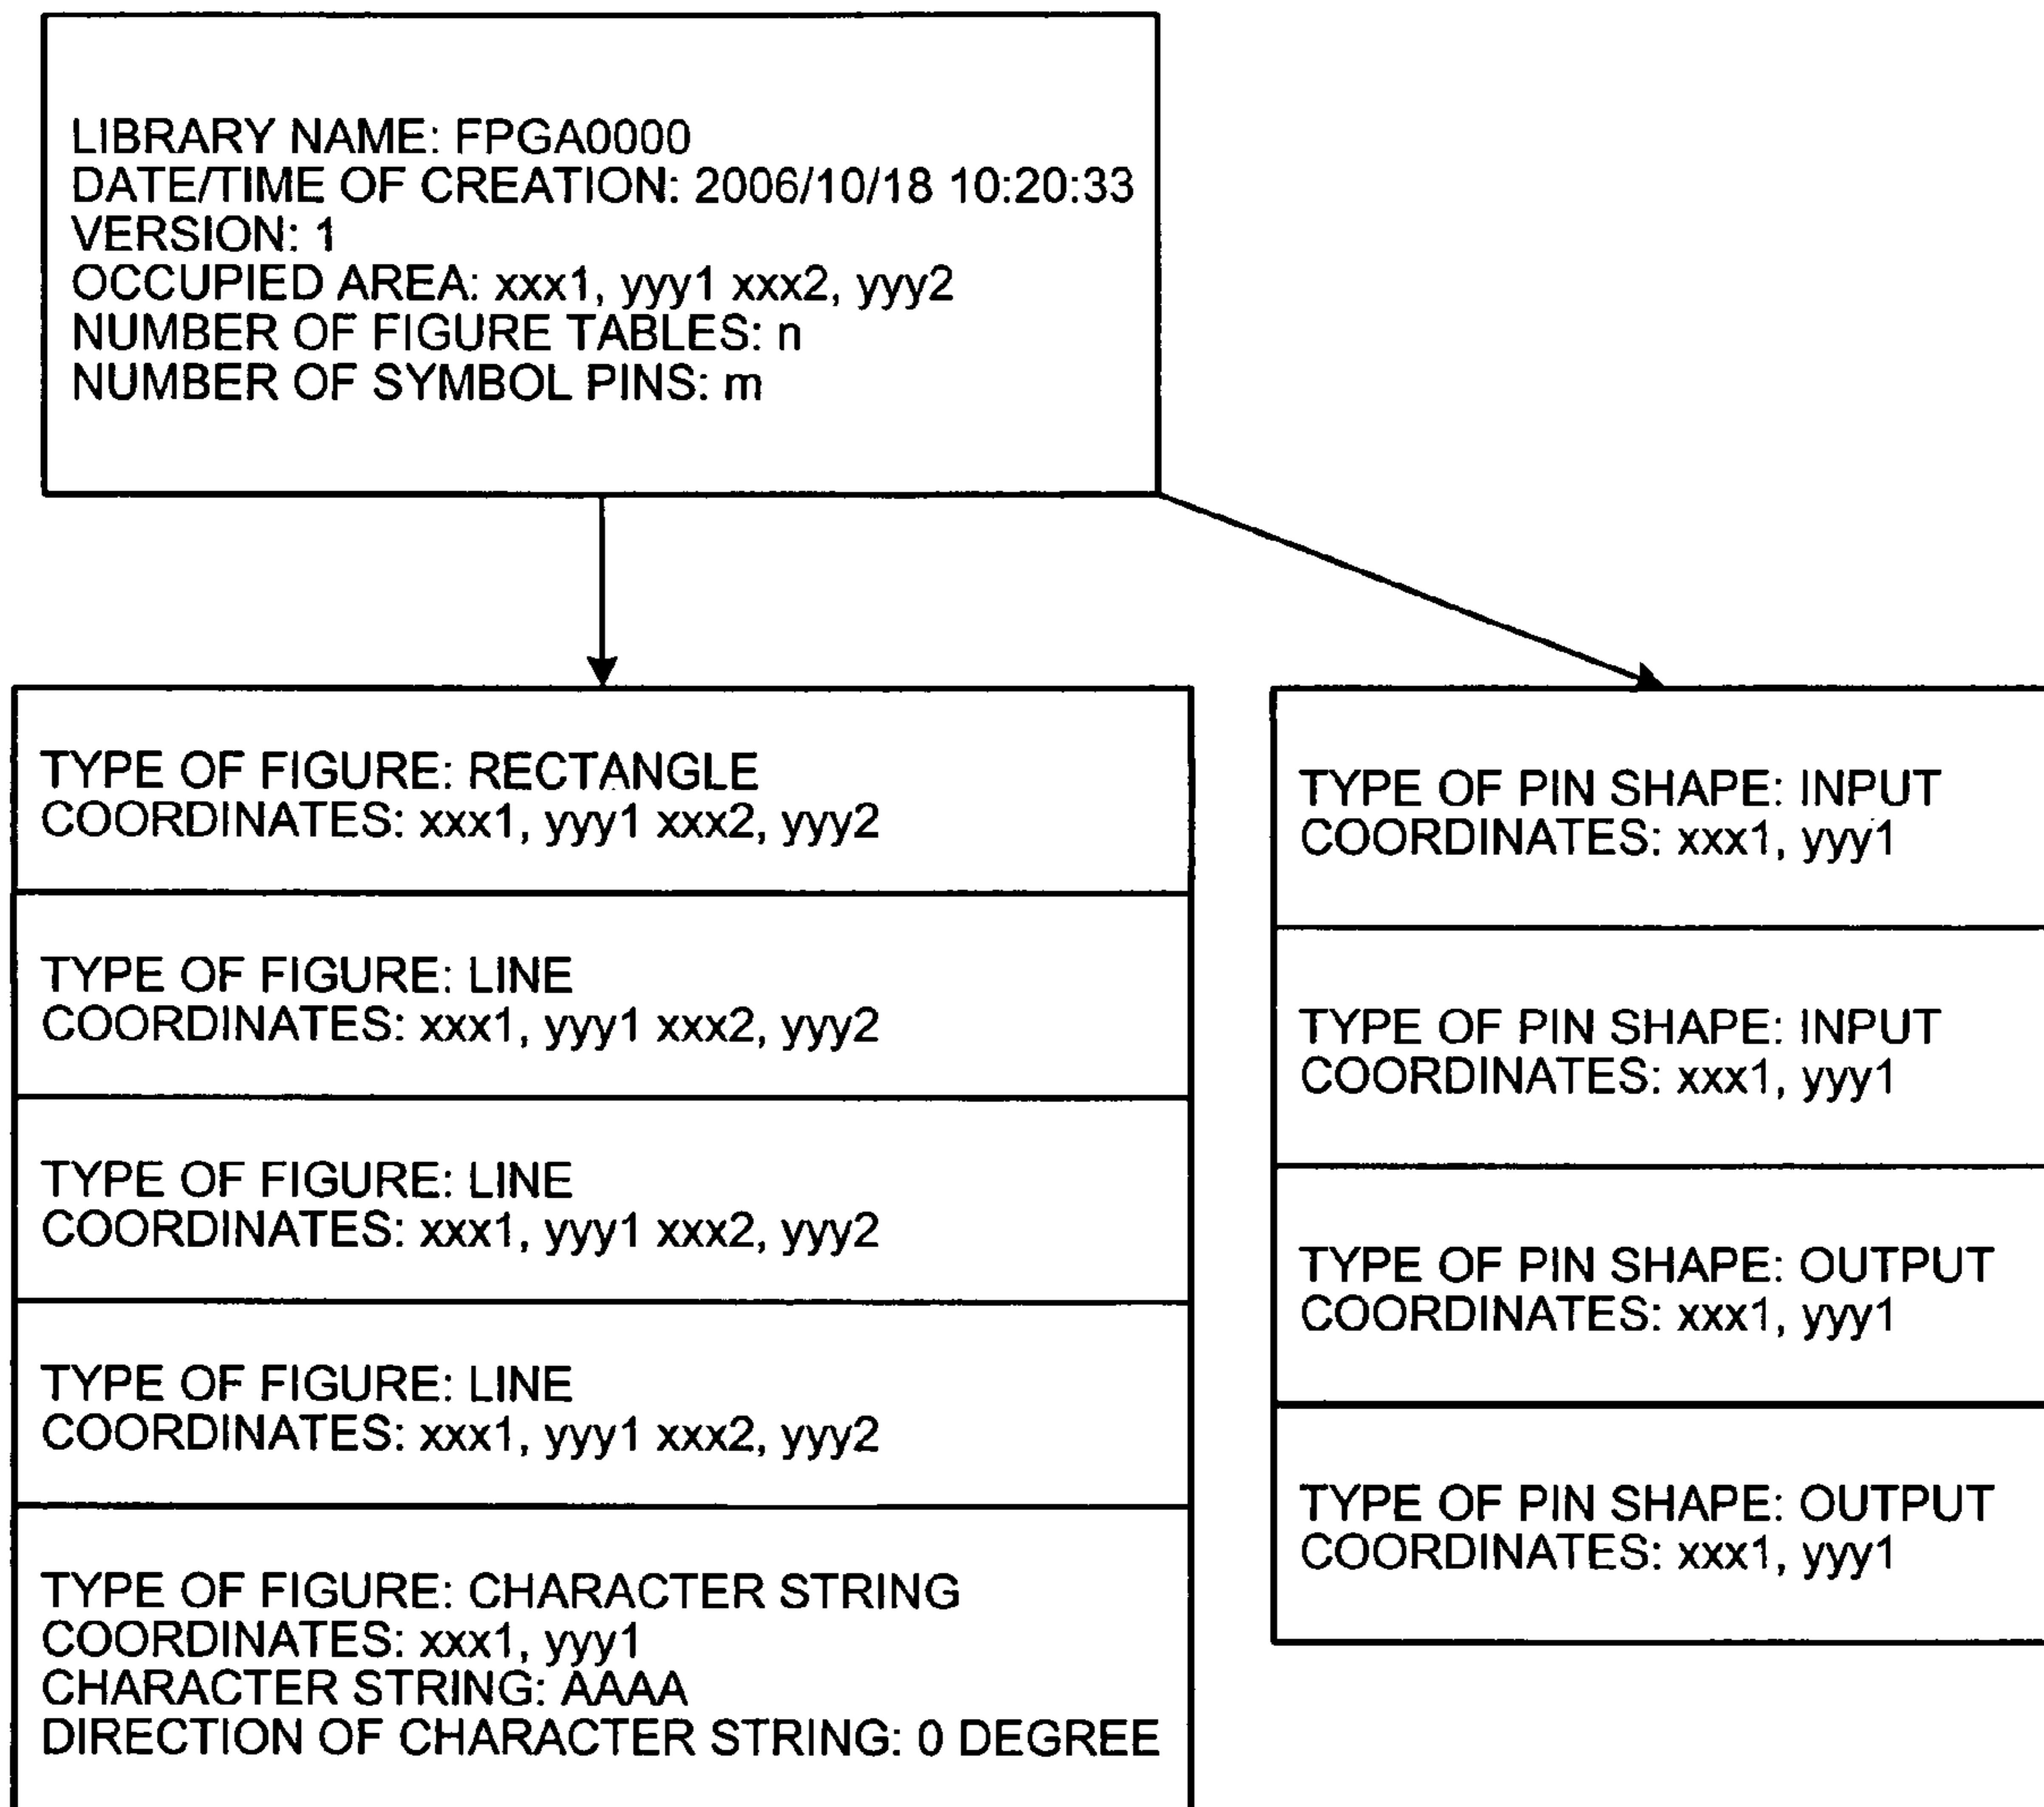 LIBRARY NAME: FPGA0000
DATE/TIME OF CREATION: 2006/10/18 10:20:33
VERSION: 1
OCCUPIED AREA: xxx1, yyy1 xxx2, yyy2
NUMBER OF FIGURE TABLES: n
NUMBER OF SYMBOL PINS: m
TYPE OF FIGURE: RECTANGLE
COORDINATES: xxx1, yyy1 xxx2, yyy2
TYPE OF FIGURE: LINE
COORDINATES: xxx1, yyy1 xxx2, yyy2
TYPE OF FIGURE: LINE
COORDINATES: xxx1, yyy1 xxx2, yyy2
TYPE OF FIGURE: LINE
COORDINATES: xxx1, yyy1 xxx2, yyy2
TYPE OF FIGURE: CHARACTER STRING
COORDINATES: xxx1, yyy1
CHARACTER STRING: AAAA
DIRECTION OF CHARACTER STRING: 0 DEGREE
TYPE OF PIN SHAPE: INPUT
COORDINATES: xxx1, yyy1
TYPE OF PIN SHAPE: INPUT
COORDINATES: xxx1, yyy1
TYPE OF PIN SHAPE: OUTPUT
COORDINATES: xxx1, yyy1
TYPE OF PIN SHAPE: OUTPUT
COORDINATES: xxx1, yyy1